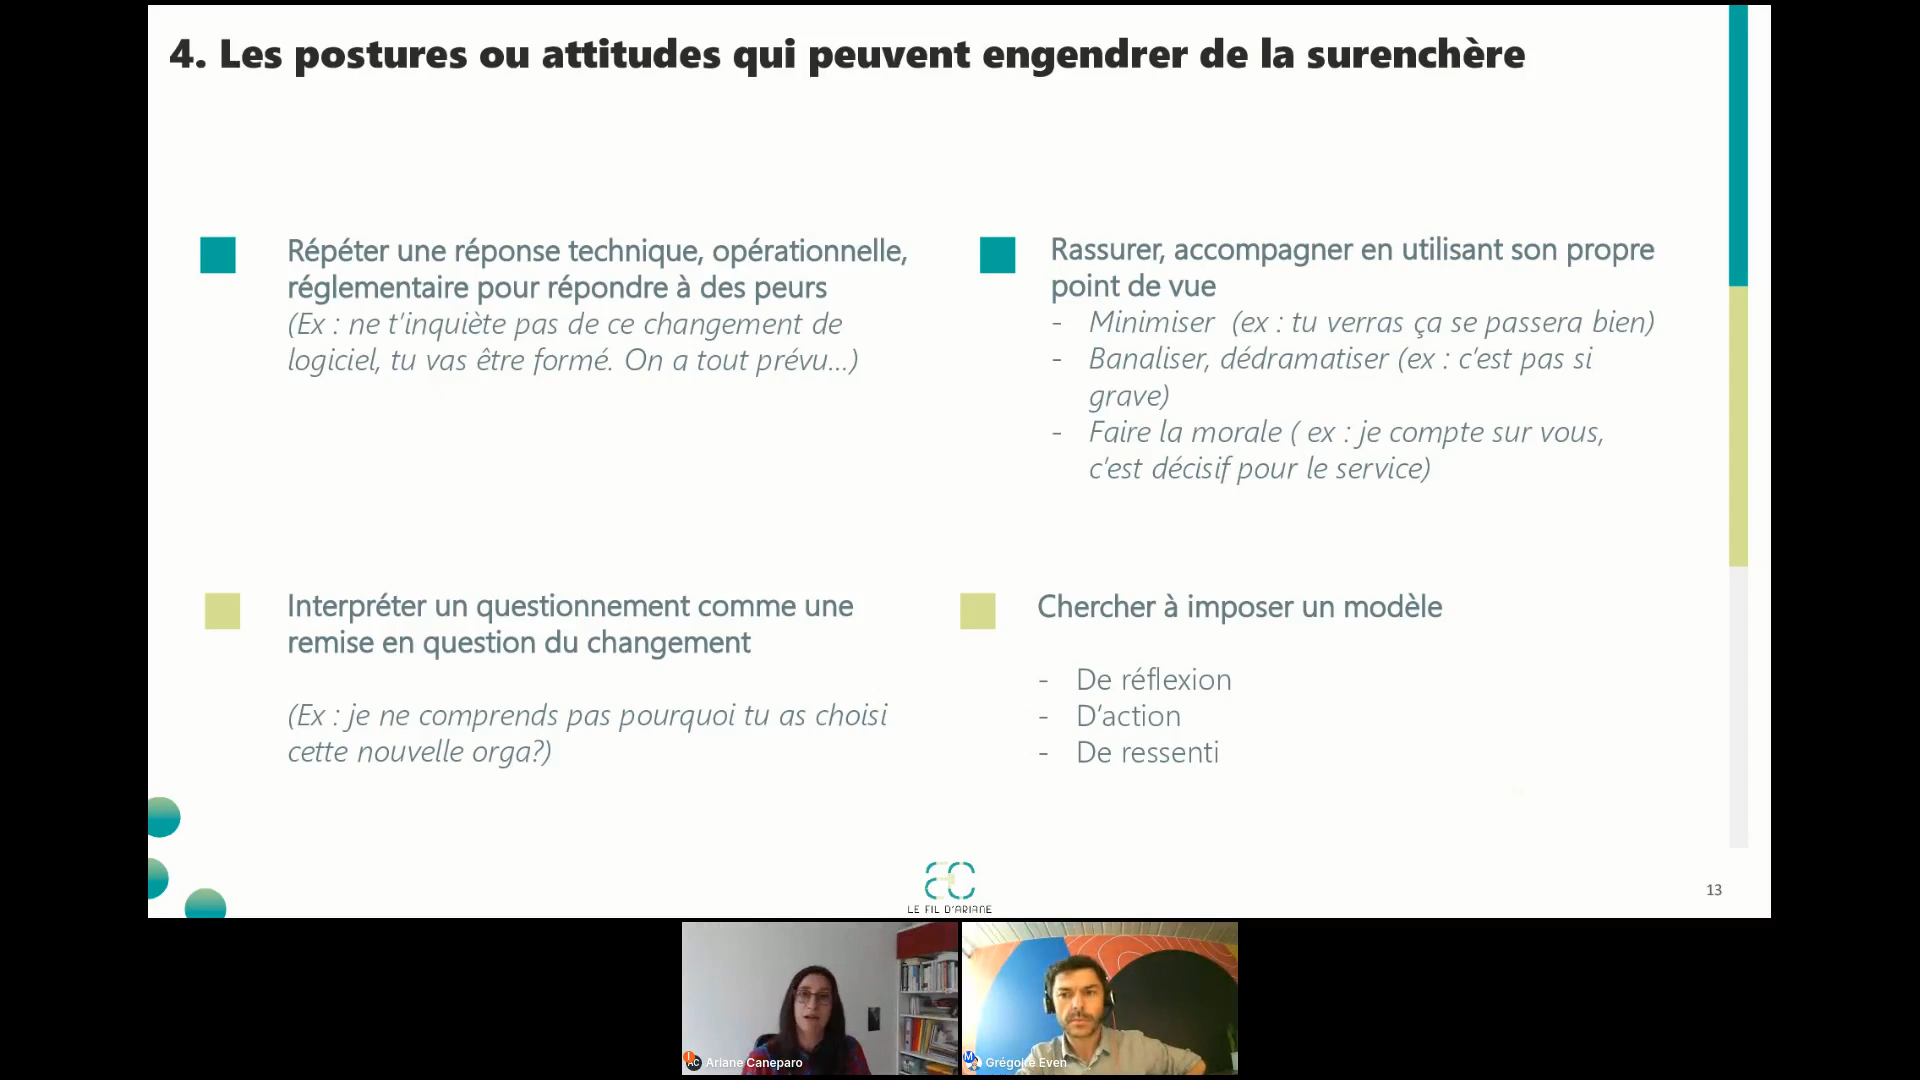 4. Les postures ou attitudes qui peuvent engendrer de la surenchère
Répéter une réponse technique, opérationnelle,
réglementaire pour répondre à des peurs
(Ex : ne t'inquiète pas de ce changement de
logiciel, tu vas être formé. On a tout prévu...)
Rassurer, accompagner en utilisant son propre
point de vue
- Minimiser (ex : tu verras ça se passera bien)
- Banaliser, dédramatiser (ex : c'est pas si
grave)
- Faire la morale ( ex : je compte sur vous,
c'est décisif pour le service)
Interpréter un questionnement comme une
remise en question du changement
(Ex : je ne comprends pas pourquoi tu as choisi
cette nouvelle orga?)
Chercher à imposer un modèle
- De réflexion
- D'action
- De ressenti
LE FIL D'ARIANE
13
AC Ariane Caneparo
Grégoire Even